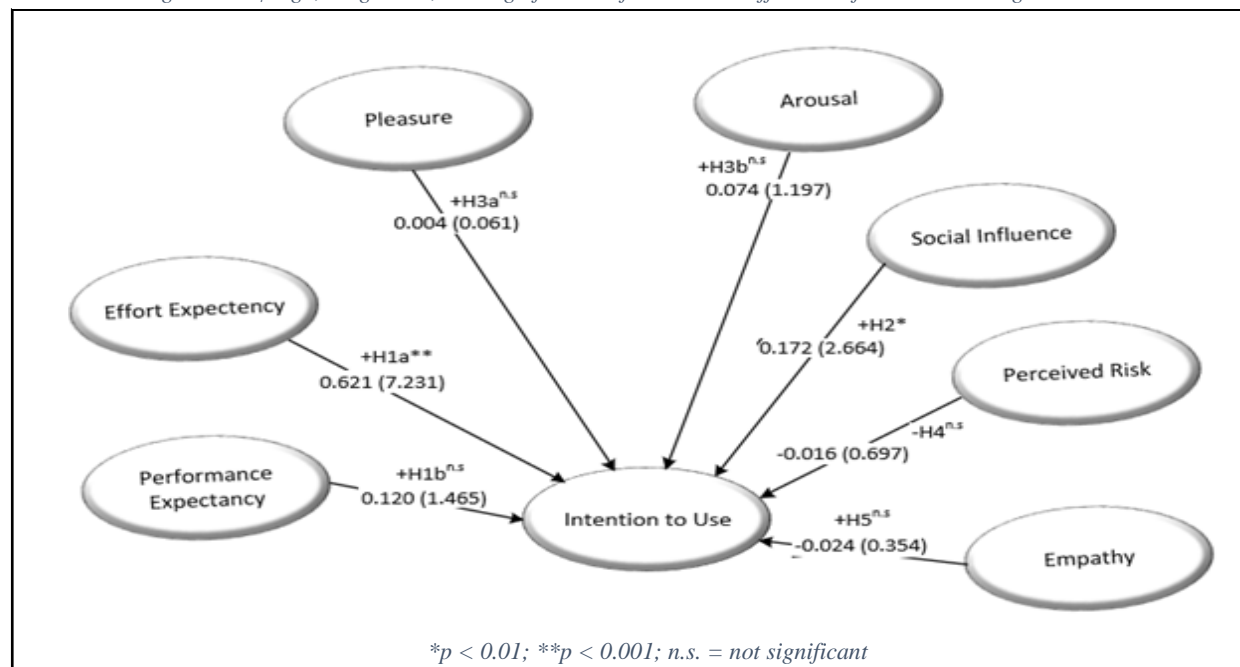 Pleasure
Arousal
+H3a^n.s
0.004 (0.061)
+H3b^n.s
0.074 (1.197)
Social Influence
Effort Expectency
+H1a**
0.621 (7.231)
+H2*
0.172 (2.664)
Perceived Risk
-H4^n.s
-0.016 (0.697)
Performance
Expectancy
+H1b^n.s
0.120 (1.465)
Intention to Use
+H5^n.s
-0.024 (0.354)
Empathy
*p < 0.01; **p < 0.001; n.s. = not significant